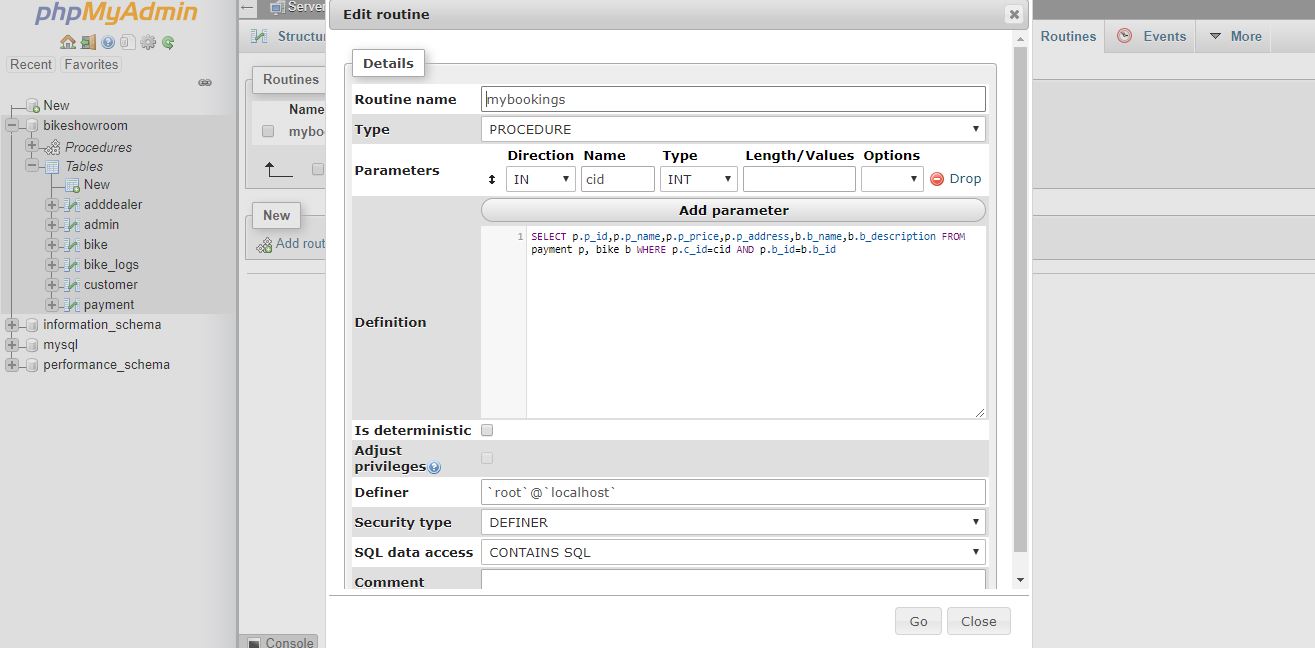 phpMyAdmin
Recent Favorites
New
bikeshowroom
Procedures
Tables
New
adddealer
admin
bike
bike_logs
customer
payment
information_schema
mysql
performance_schema
Server
Structu
Routines
Name
mybo
New
Add rout
Console
Routines Events More
Edit routine
Details
Routine name mybookings
Type PROCEDURE
Direction Name Type Length/Values Options
Parameters IN cid INT Drop
Add parameter
Definition
1 SELECT p.p_id,p.p_name,p.p_price,p.p_address,b.b_name,b.b_description FROM
payment p, bike b WHERE p.c_id=cid AND p.b_id=b.b_id
Is deterministic
Adjust
privileges
Definer `root`@`localhost`
Security type DEFINER
SQL data access CONTAINS SQL
Comment
Go Close